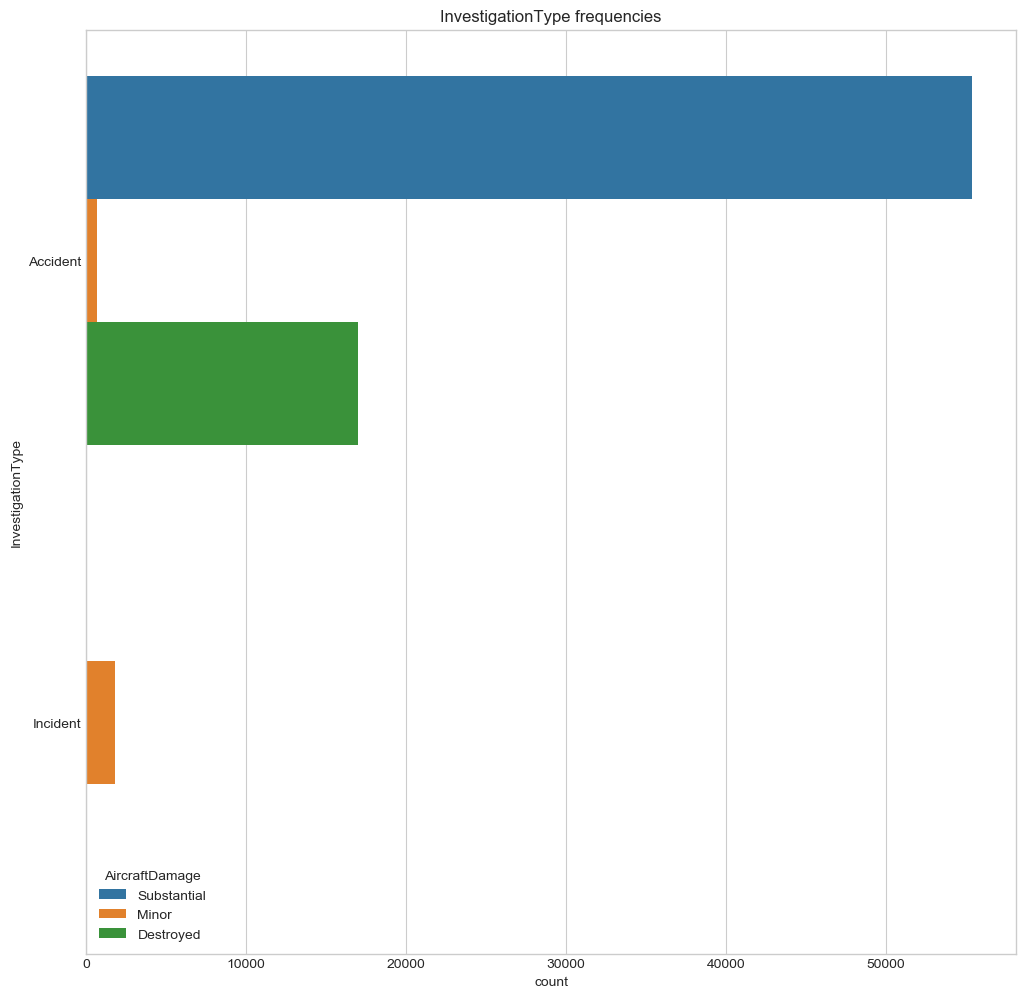 InvestigationType frequencies
InvestigationType
Accident
Incident
AircraftDamage
Substantial
Minor
Destroyed
0 10000 20000 30000 40000 50000
count